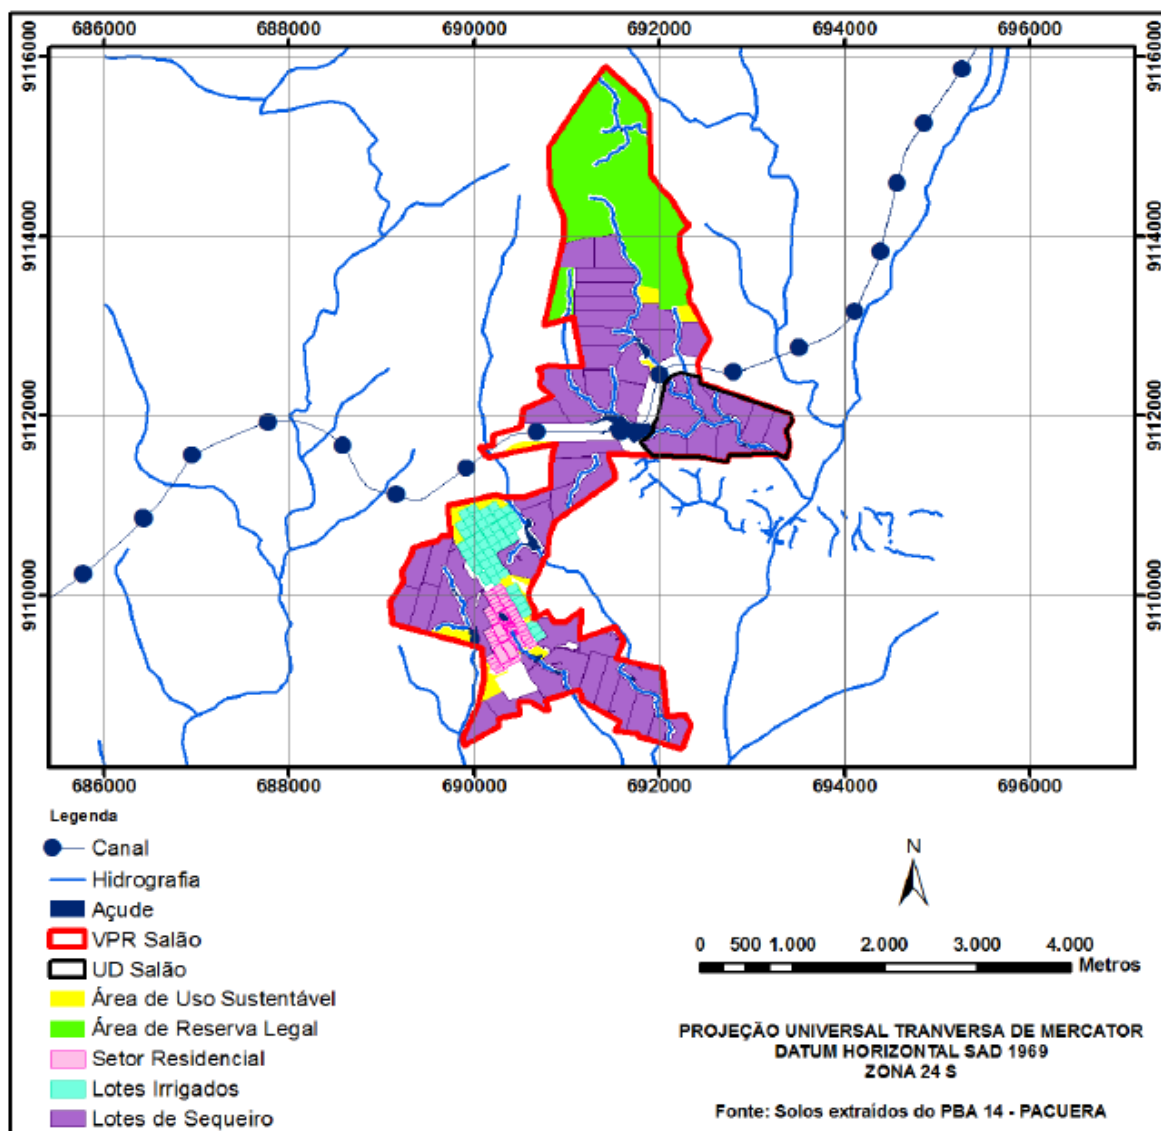 686000 688000 690000 692000 694000 696000
9116000 9116000
9114000 9114000
9112000 9112000
9110000 9110000
686000 688000 690000 692000 694000 696000
Legenda
Canal
Hidrografia
Açude
VPR Salão
UD Salão
Área de Uso Sustentável
Área de Reserva Legal
Setor Residencial
Lotes Irrigados
Lotes de Sequeiro
N
0 500 1.000 2.000 3.000 4.000
Metros
PROJEÇÃO UNIVERSAL TRANVERSA DE MERCATOR
DATUM HORIZONTAL SAD 1969
ZONA 24 S
Fonte: Solos extraídos do PBA 14 - PACUERA